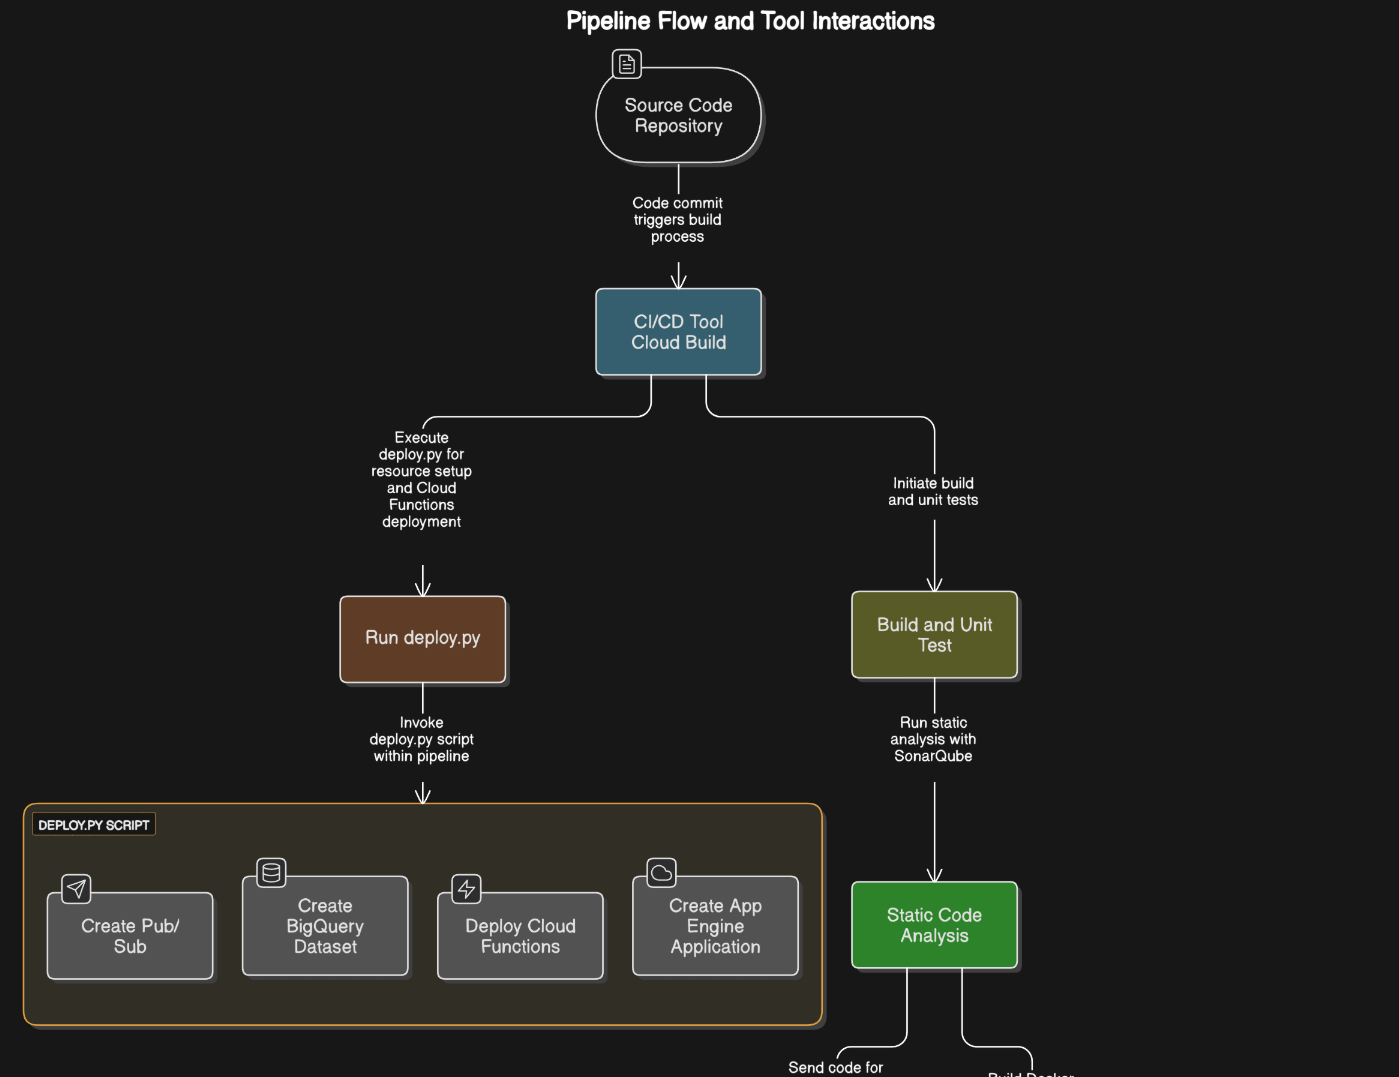 Pipeline Flow and Tool Interactions
Source Code
Repository
Code commit
triggers build
process
CI/CD Tool
Cloud Build
Execute
deploy.py for
resource setup
and Cloud
Functions
deployment
Initiate build
and unit tests
Run deploy.py
Build and Unit
Test
Invoke
deploy.py script
within pipeline
Run static
analysis with
SonarQube
DEPLOY.PY SCRIPT
Create Pub/
Sub
Create
BigQuery
Dataset
Deploy Cloud
Functions
Create App
Engine
Application
Static Code
Analysis
Send code for
Build Docker